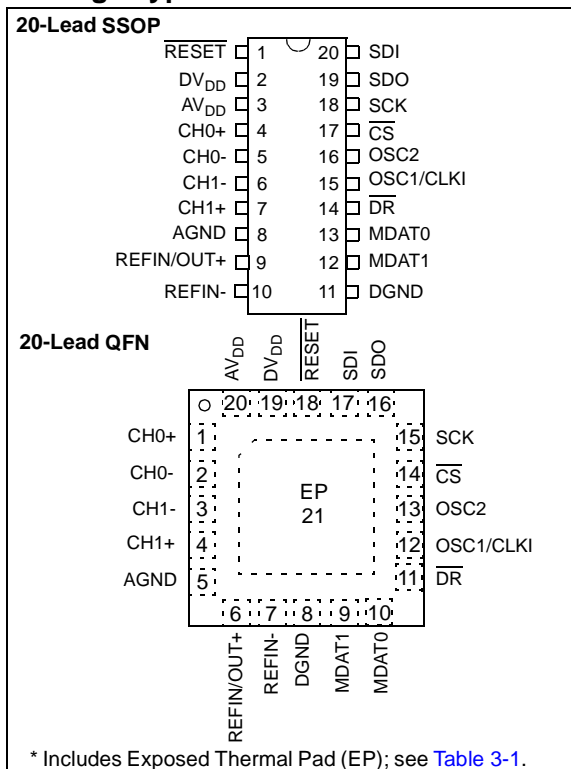 20-Lead SSOP
RESET 1 20 SDI
DVDD 2 19 SDO
AVDD 3 18 SCK
CH0+ 4 17 CS
CH0- 5 16 OSC2
CH1- 6 15 OSC1/CLKI
CH1+ 7 14 DR
AGND 8 13 MDAT0
REFIN/OUT+ 9 12 MDAT1
REFIN- 10 11 DGND
20-Lead QFN
AVDD DVDD RESET SDI SDO
20 19 18 17 16
CH0+ 1 15 SCK
CH0- 2 14 CS
EP
21
CH1- 3 13 OSC2
CH1+ 4 12 OSC1/CLKI
AGND 5 11 DR
6 7 8 9 10
REFIN/OUT+ REFIN- DGND MDAT1 MDAT0
* Includes Exposed Thermal Pad (EP); see Table 3-1.